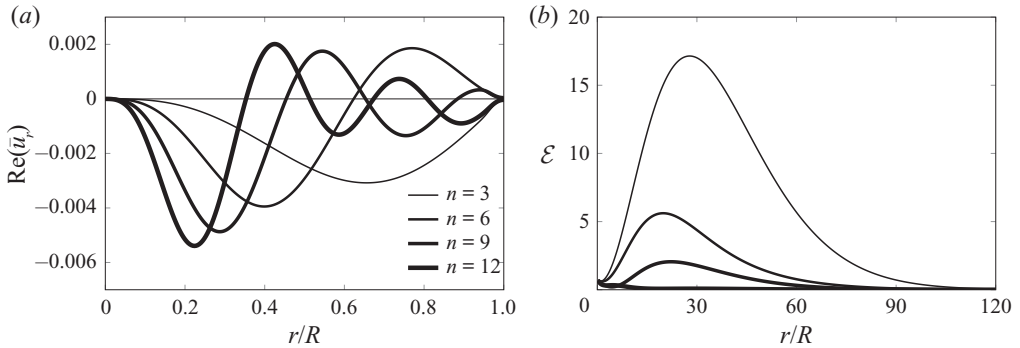 (a)
0.002
0
−0.002
−0.004
−0.006
Re(ū_r)
n = 3
n = 6
n = 9
n = 12
0 0.2 0.4 0.6 0.8 1.0
r/R
(b)
20
15
10
5
ℰ
0 30 60 90 120
r/R